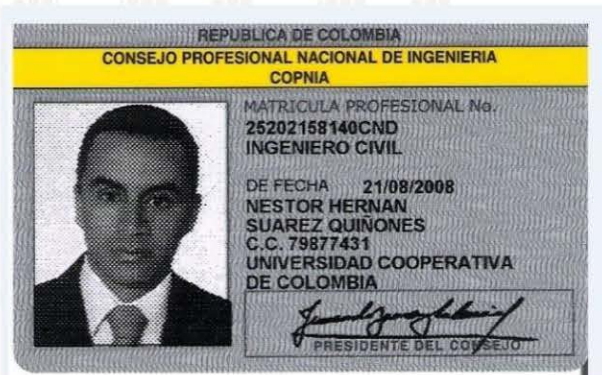 REPUBLICA DE COLOMBIA
CONSEJO PROFESIONAL NACIONAL DE INGENIERIA
COPNIA
MATRICULA PROFESIONAL No.
25202158140CND
INGENIERO CIVIL
DE FECHA 21/08/2008
NESTOR HERNAN
SUAREZ QUIÑONES
C.C. 79877431
UNIVERSIDAD COOPERATIVA
DE COLOMBIA
PRESIDENTE DEL CONSEJO